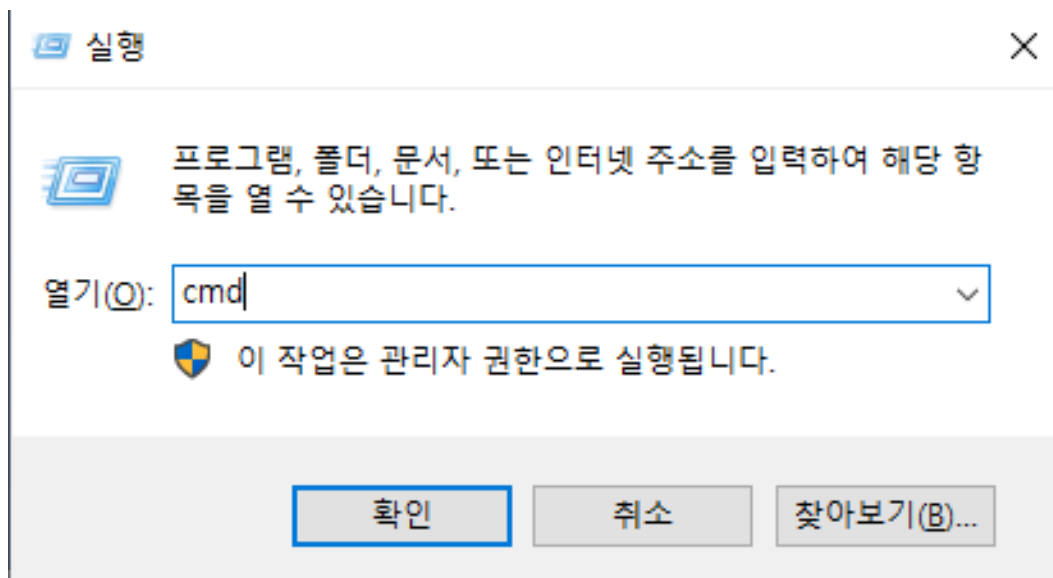 실행
프로그램, 폴더, 문서, 또는 인터넷 주소를 입력하여 해당 항
목을 열 수 있습니다.
열기(O): cmd
이 작업은 관리자 권한으로 실행됩니다.
확인 취소 찾아보기(B)...